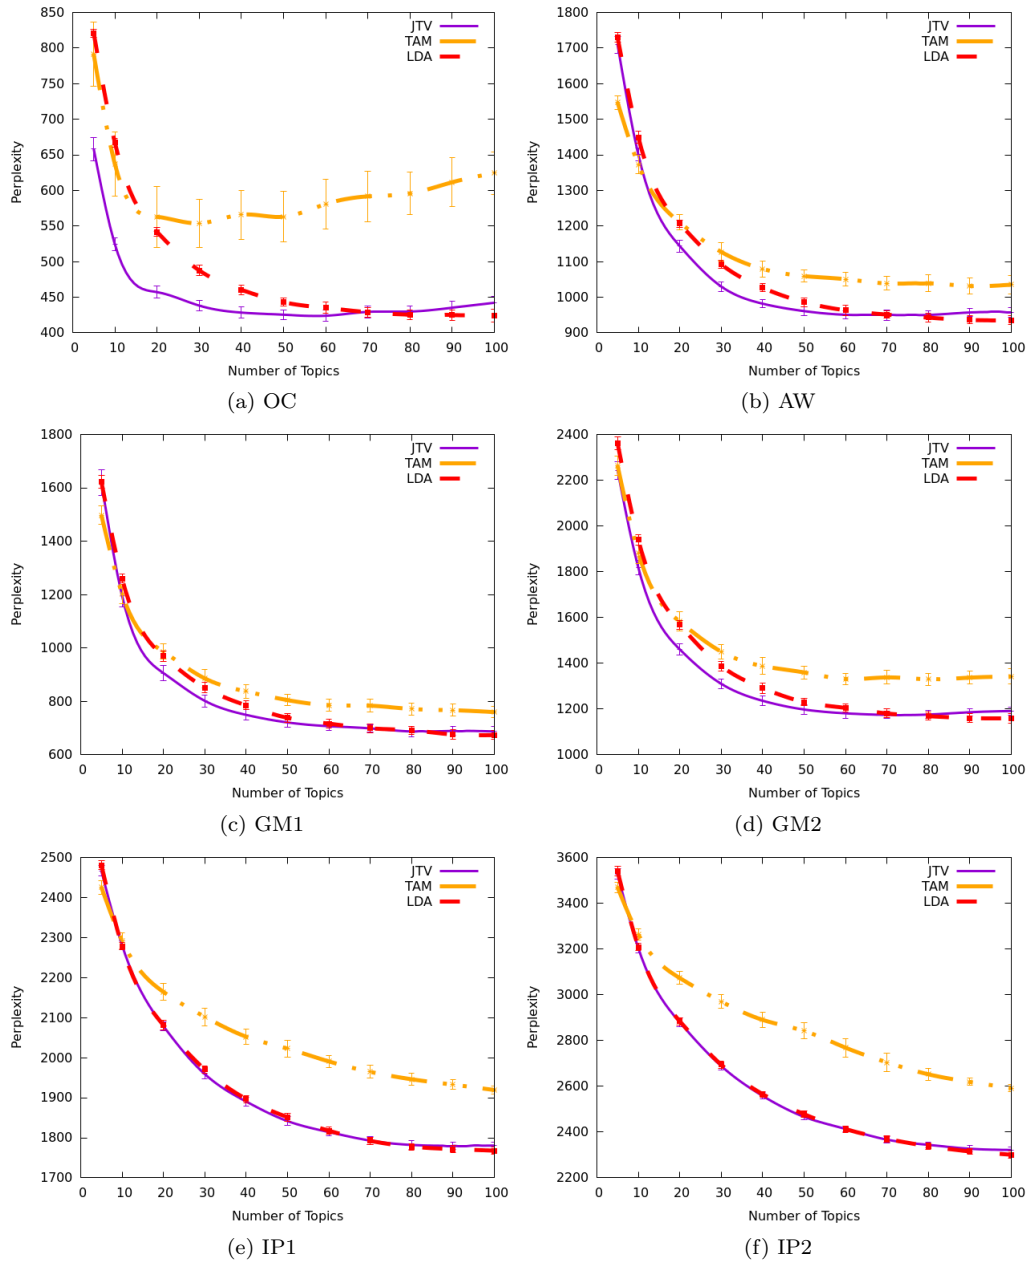 850
800
750
700
650
600
550
500
450
400
Perplexity
0 10 20 30 40 50 60 70 80 90 100
Number of Topics
JTV
TAM
LDA
(a) OC
1800
1700
1600
1500
1400
1300
1200
1100
1000
900
Perplexity
0 10 20 30 40 50 60 70 80 90 100
Number of Topics
JTV
TAM
LDA
(b) AW
1800
1600
1400
1200
1000
800
600
Perplexity
0 10 20 30 40 50 60 70 80 90 100
Number of Topics
JTV
TAM
LDA
(c) GM1
2400
2200
2000
1800
1600
1400
1200
1000
Perplexity
0 10 20 30 40 50 60 70 80 90 100
Number of Topics
JTV
TAM
LDA
(d) GM2
2500
2400
2300
2200
2100
2000
1900
1800
1700
Perplexity
0 10 20 30 40 50 60 70 80 90 100
Number of Topics
JTV
TAM
LDA
(e) IP1
3600
3400
3200
3000
2800
2600
2400
2200
Perplexity
0 10 20 30 40 50 60 70 80 90 100
Number of Topics
JTV
TAM
LDA
(f) IP2